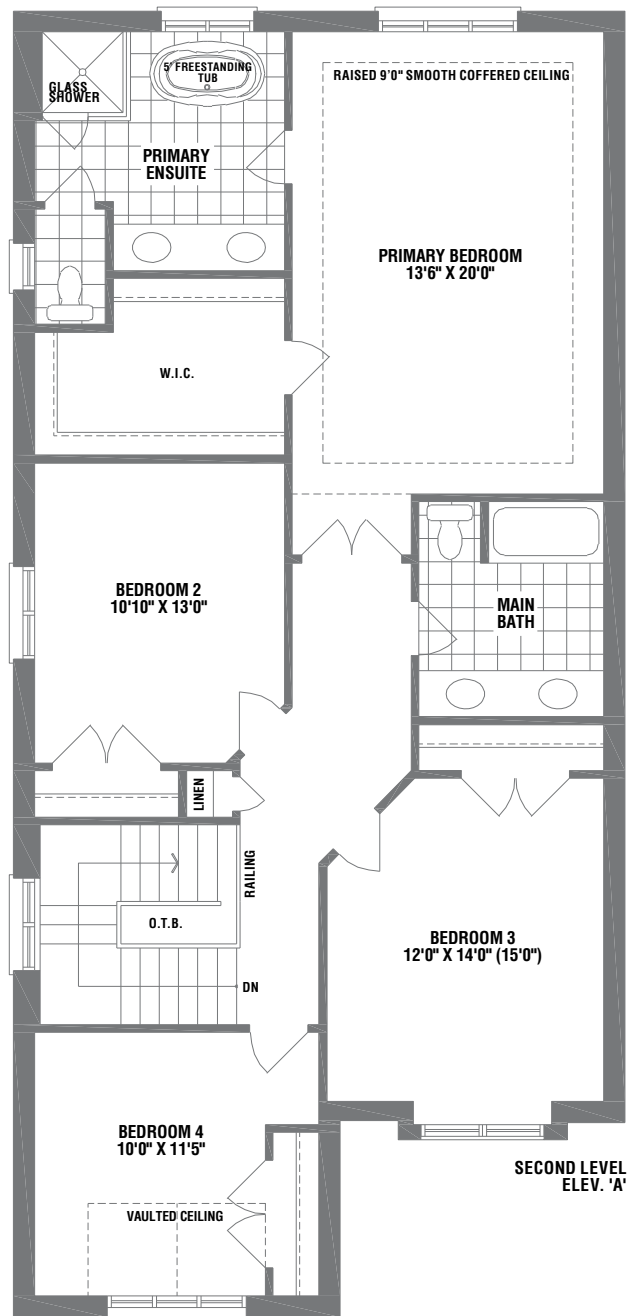 5' FREESTANDING
TUB
GLASS
SHOWER
RAISED 9'0" SMOOTH COFFERED CEILING
PRIMARY
ENSUITE
PRIMARY BEDROOM
13'6" X 20'0"
W.I.C.
BEDROOM 2
10'10" X 13'0"
MAIN
BATH
LINEN
RAILING
O.T.B.
BEDROOM 3
12'0" X 14'0" (15'0")
DN
BEDROOM 4
10'0" X 11'5"
VAULTED CEILING
SECOND LEVEL
ELEV. 'A'